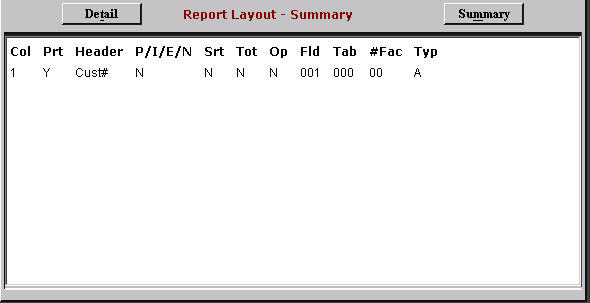 Detail Report Layout - Summary Summary
Col Prt Header P/I/E/N Srt Tot Op Fld Tab #Fac Typ
1 Y Cust# N N N N 001 000 00 A